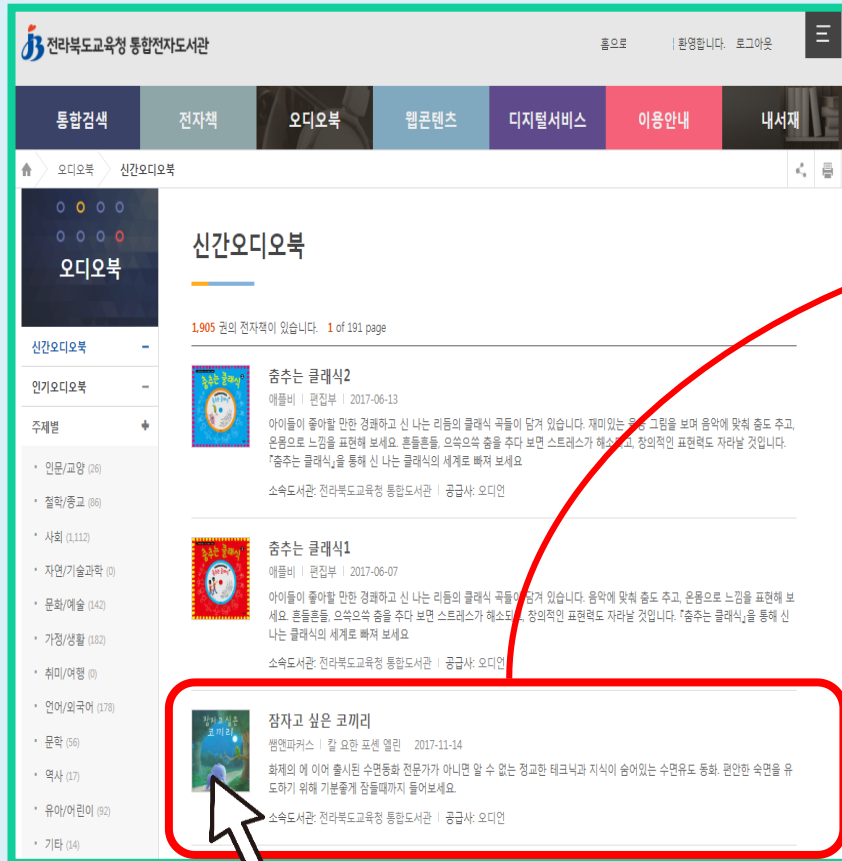 전라북도교육청 통합전자도서관
홈으로 | 환영합니다. 로그아웃
통합검색 전자책 오디오북 웹콘텐츠 디지털서비스 이용안내 내서재
오디오북 신간오디오북
오디오북
신간오디오북
인기오디오북
주제별
인문/교양 (26)
철학/종교 (86)
사회 (1,112)
자연/기술과학 (0)
문화/예술 (142)
가정/생활 (182)
취미/여행 (0)
언어/외국어 (178)
문학 (56)
역사 (17)
유아/어린이 (92)
기타 (14)
신간오디오북
1,905 권의 전자책이 있습니다. 1 of 191 page
춤추는 클래식2
애플비 | 편집부 | 2017-06-13
아이들이 좋아할 만한 경쾌하고 신 나는 리듬의 클래식 곡들이 담겨 있습니다. 재미있는 율동 그림을 보며 음악에 맞춰 춤도 추고,
온몸으로 느낌을 표현해 보세요. 흔들흔들, 으쓱으쓱 춤을 추다 보면 스트레스가 해소되고, 창의적인 표현력도 자라날 것입니다.
『춤추는 클래식』을 통해 신 나는 클래식의 세계로 빠져 보세요
소속도서관: 전라북도교육청 통합도서관 | 공급사: 오디언
춤추는 클래식1
애플비 | 편집부 | 2017-06-07
아이들이 좋아할 만한 경쾌하고 신 나는 리듬의 클래식 곡들이 담겨 있습니다. 음악에 맞춰 춤도 추고, 온몸으로 느낌을 표현해 보
세요. 흔들흔들, 으쓱으쓱 춤을 추다 보면 스트레스가 해소되고, 창의적인 표현력도 자라날 것입니다. 『춤추는 클래식』을 통해 신
나는 클래식의 세계로 빠져 보세요
소속도서관: 전라북도교육청 통합도서관 | 공급사: 오디언
잠자고 싶은 코끼리
잠자고 싶은 코끼리
쌤앤파커스 | 칼 요한 포셴 엘린 2017-11-14
화제의 에 이어 출시된 수면동화 전문가가 아니면 알 수 없는 정교한 테크닉과 지식이 숨어있는 수면유도 동화. 편안한 숙면을 유
도하기 위해 기분좋게 잠들때까지 들어보세요.
소속도서관: 전라북도교육청 통합도서관 | 공급사: 오디언